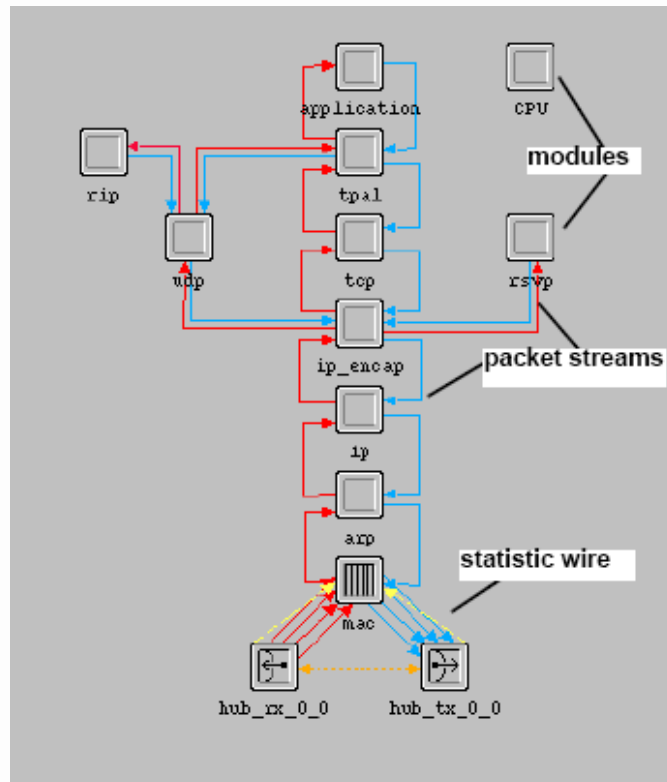 application
CPU
modules
rip
tpal
udp
tcp
rsvp
ip_encap
packet streams
ip
arp
statistic wire
mac
hub_rx_0_0
hub_tx_0_0